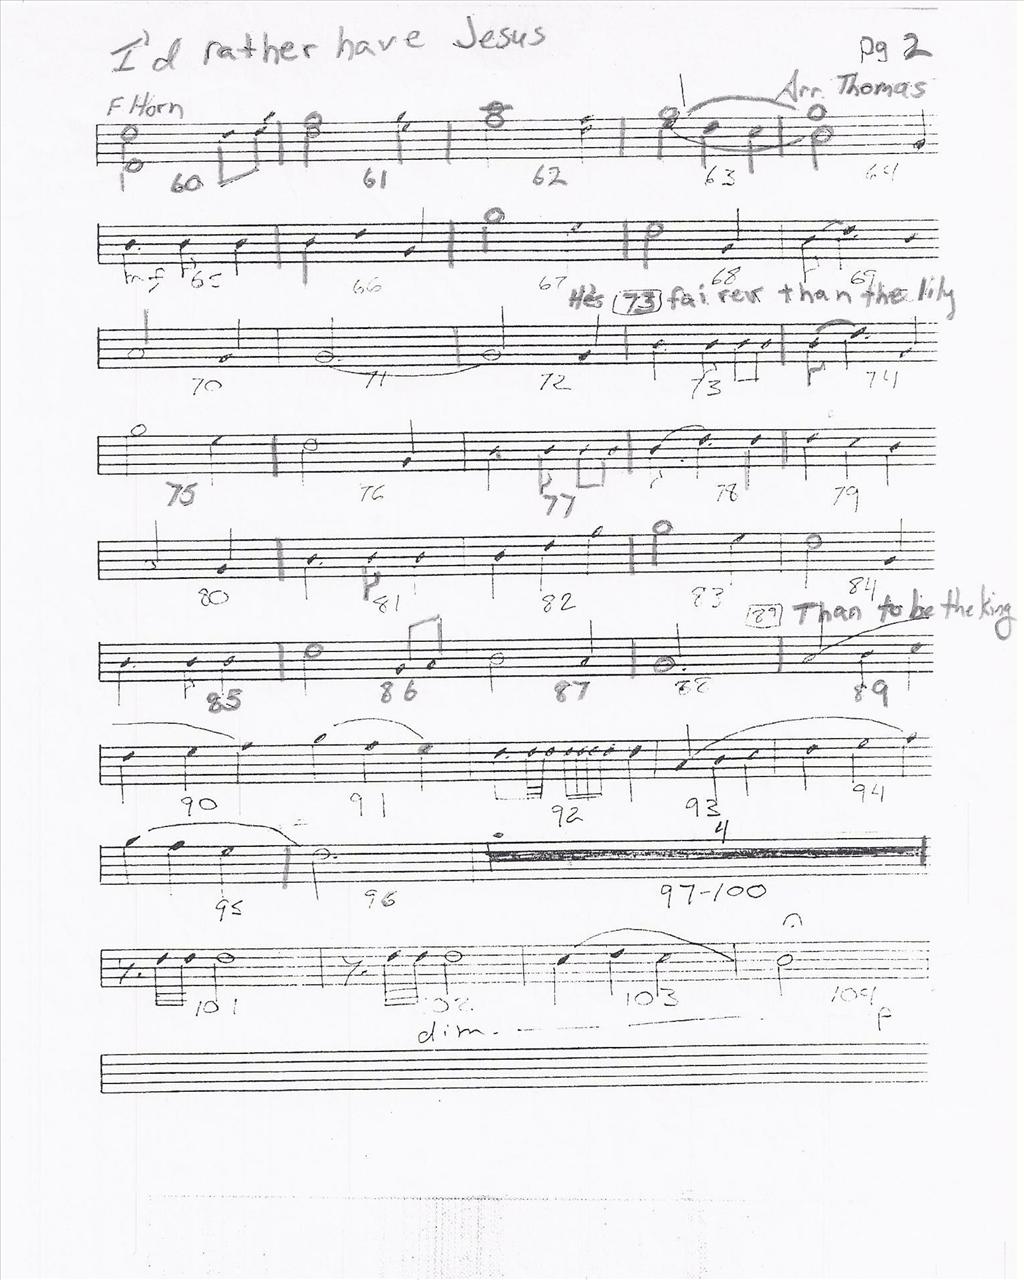 I'd rather have Jesus pg 2
F Horn Arr. Thomas
60 61 62 63 64
mf 65 66 67 68 69
He's 73 fairer than the lily
70 71 72 73 74
75 76 77 78 79
80 81 82 83 84
89 Than to be the King
85 86 87 88 89
90 91 92 93 94
4
95 96 97-100
101 102 103 104
dim. p